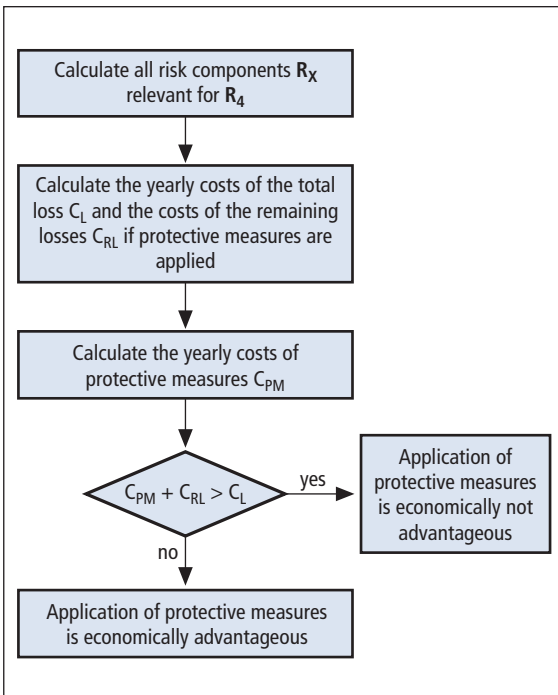 Calculate all risk components R_X
relevant for R_4
Calculate the yearly costs of the total
loss C_L and the costs of the remaining
losses C_RL if protective measures are
applied
Calculate the yearly costs of
protective measures C_PM
C_PM + C_RL > C_L
yes
Application of
protective measures
is economically not
advantageous
no
Application of protective measures
is economically advantageous